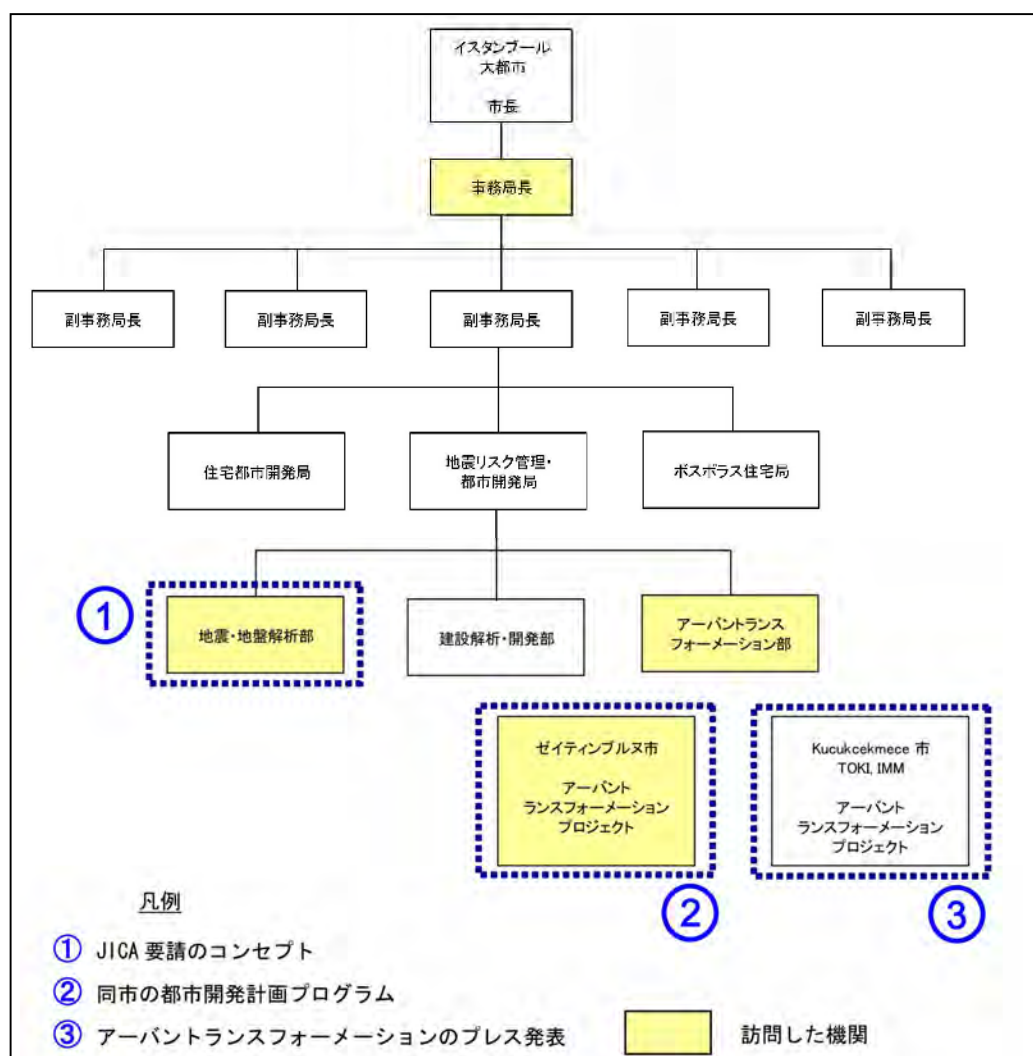 イスタンブール
大都市
市長
事務局長
副事務局長
副事務局長
副事務局長
副事務局長
副事務局長
住宅都市開発局
地震リスク管理・
都市開発局
ボスボラス住宅局
①
地震・地盤解析部
建設解析・開発部
アーバントランス
フォーメーション部
ゼイティンブルヌ市
アーバント
ランスフォーメーション
プロジェクト
②
Kucukcekmece 市
TOKI, IMM
アーバント
ランスフォーメーション
プロジェクト
③
凡例
① JICA 要請のコンセプト
② 同市の都市開発計画プログラム
③ アーバントランスフォーメーションのプレス発表
訪問した機関